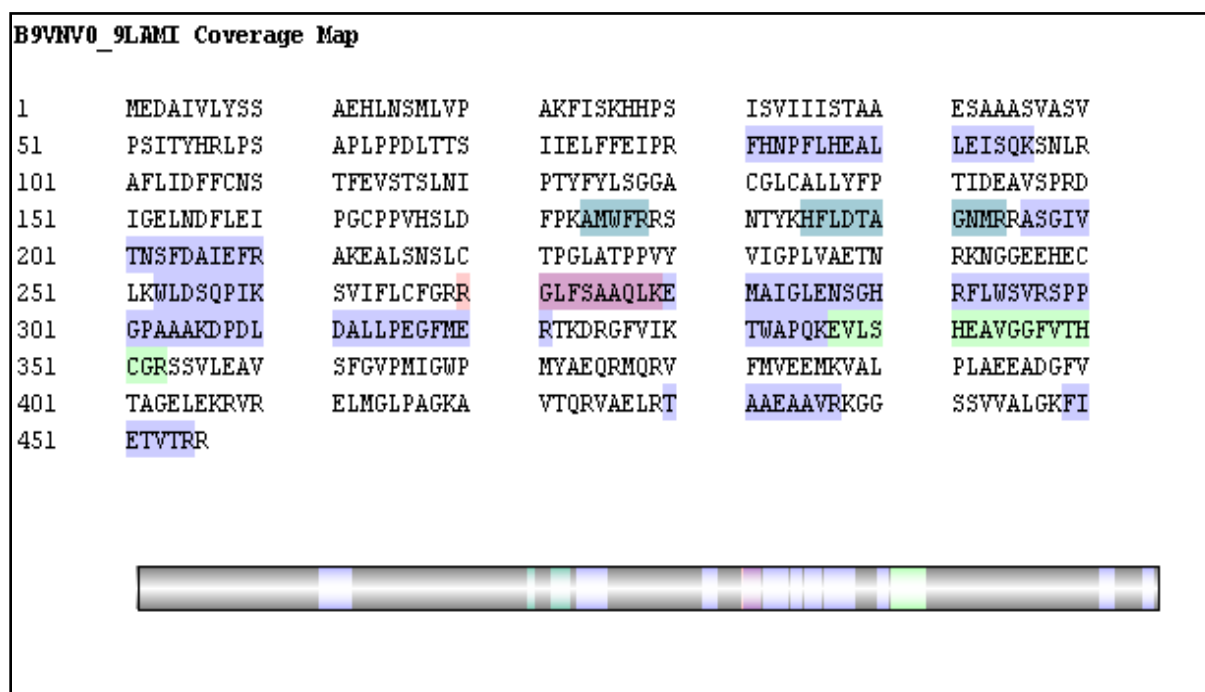 B9VNV0_9LAMI Coverage Map
1 MEDAIVLYSS AEHLNSMLVP AKFISKHHPS ISVIIISTAA ESAAASVASV
51 PSITYHRLPS APLPPDLTTS IIELFFEIPR FHNPFLHEAL LEISQKSNLR
101 AFLIDFFCNS TFEVSTSLNI PTYFYLSGGA CGLCALLYFP TIDEAVSPRD
151 IGELNDFLEI PGCPPVHSLD FPKAMWFRRS NTYKHFLDTA GNMRRASGIV
201 TNSFDAIEFR AKEALSNSLC TPGLATPPVY VIGPLVAETN RKNGGEEHEC
251 LKWLDSQPIK SVIFLCFGRR GLFSAAQLKE MAIGLENSGH RFLWSVRSPP
301 GPAAAKDPDL DALLPEGFME RTKDRGFVIK TWAPQKEVLS HEAVGGFVTH
351 CGRSSVLEAV SFGVPMIGWP MYAEQRMQRV FMVEEMKVAL PLAEEADGFV
401 TAGELEKRVR ELMGLPAGKA VTQRVAELRT AAEAAVRKGG SSVVALGKFI
451 ETVTRR